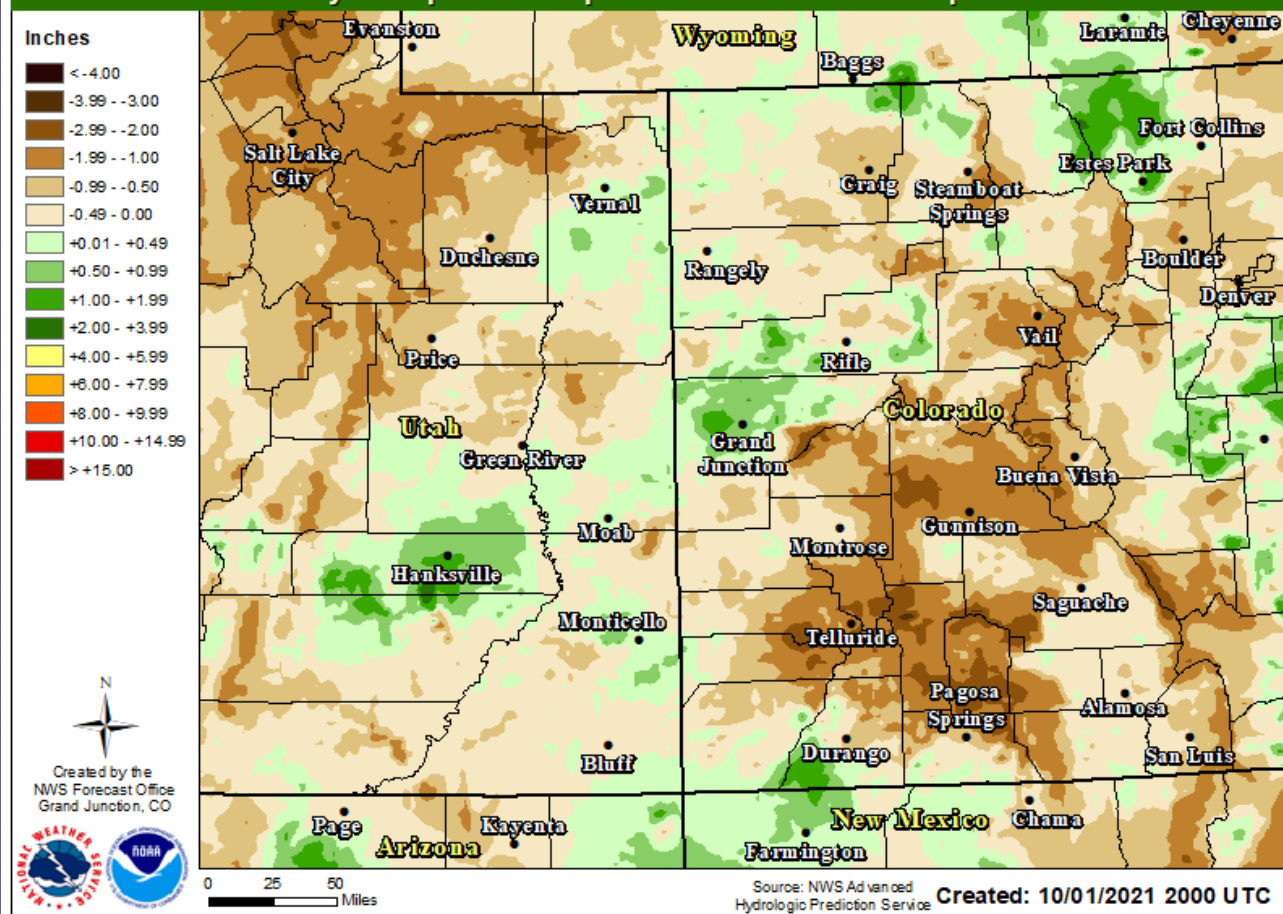 Inches
< -4.00
-3.99 - -3.00
-2.99 - -2.00
-1.99 - -1.00
-0.99 - -0.50
-0.49 - 0.00
+0.01 - +0.49
+0.50 - +0.99
+1.00 - +1.99
+2.00 - +3.99
+4.00 - +5.99
+6.00 - +7.99
+8.00 - +9.99
+10.00 - +14.99
> +15.00
Evanston
Wyoming
Baggs
Laramie
Cheyenne
Salt Lake
City
Vernal
Duchesne
Craig
Steamboat
Springs
Fort Collins
Estes Park
Rangely
Boulder
Denver
Price
Rifle
Vail
Utah
Colorado
Green River
Grand
Junction
Buena Vista
Moab
Montrose
Gunnison
Hanksville
Monticello
Saguache
Telluride
Pagosa
Springs
Alamosa
Bluff
Durango
San Luis
Page
Kayenta
Arizona
New Mexico
Chama
Farmington
N
Created by the
NWS Forecast Office
Grand Junction, CO
NATIONAL WEATHER SERVICE
NOAA
0 25 50
Miles
Source: NWS Advanced
Hydrologic Prediction Service
Created: 10/01/2021 2000 UTC